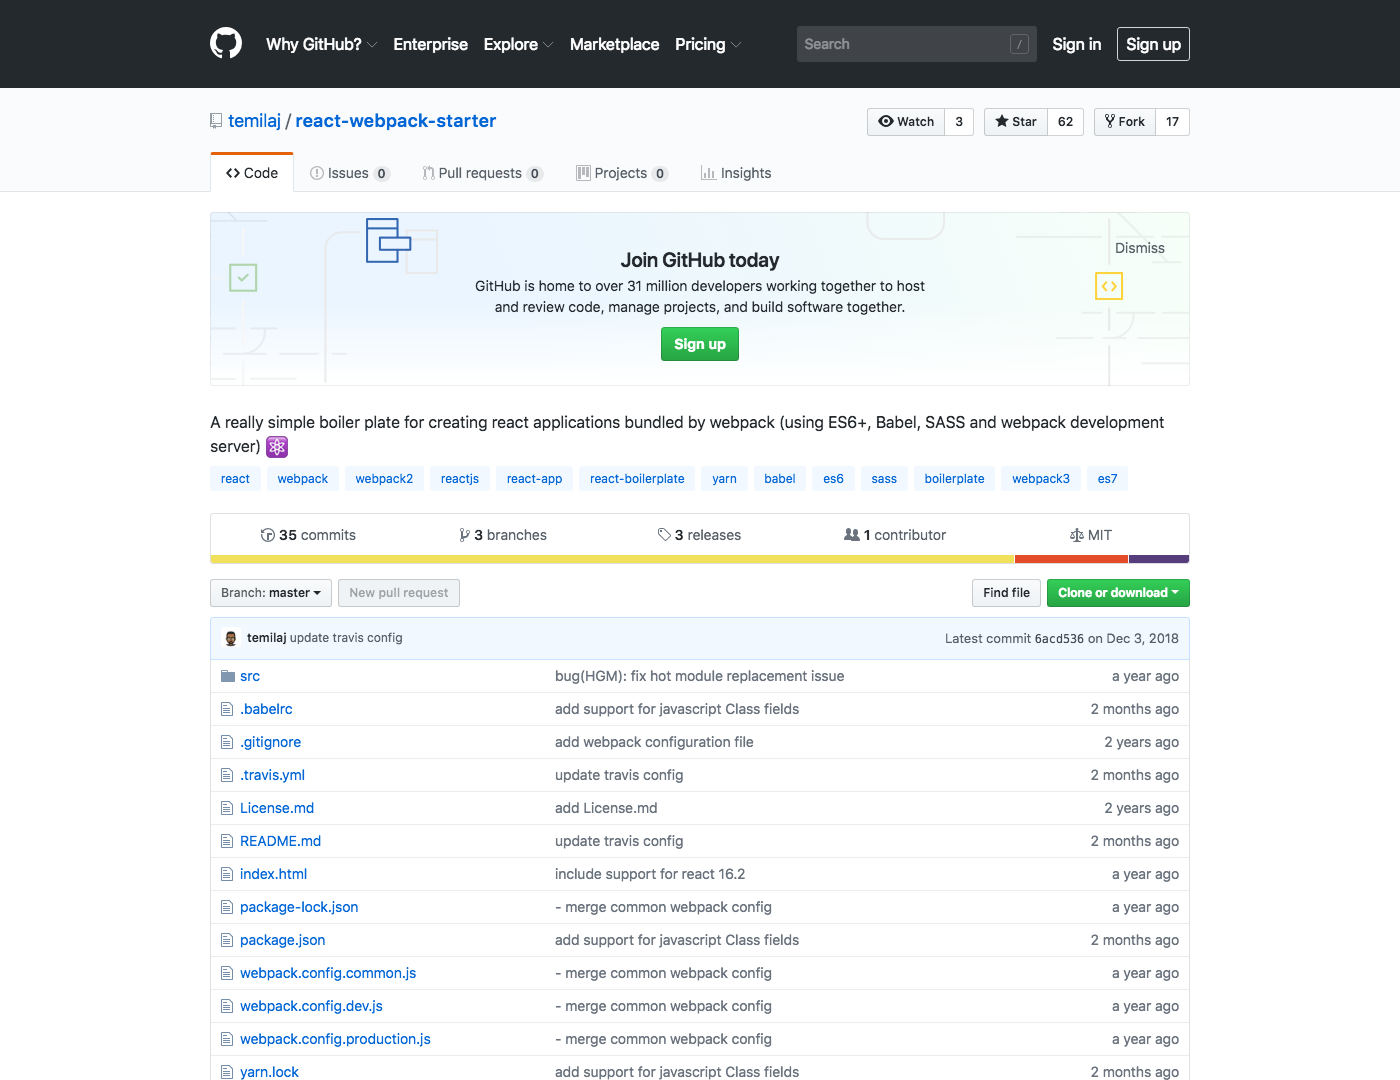 Why GitHub? Enterprise Explore Marketplace Pricing Search / Sign in Sign up
temilaj / react-webpack-starter Watch 3 Star 62 Fork 17
Code Issues 0 Pull requests 0 Projects 0 Insights
Dismiss
Join GitHub today
GitHub is home to over 31 million developers working together to host
and review code, manage projects, and build software together.
Sign up
A really simple boiler plate for creating react applications bundled by webpack (using ES6+, Babel, SASS and webpack development
server)
react webpack webpack2 reactjs react-app react-boilerplate yarn babel es6 sass boilerplate webpack3 es7
35 commits 3 branches 3 releases 1 contributor MIT
Branch: master New pull request Find file Clone or download
temilaj update travis config Latest commit 6acd536 on Dec 3, 2018
src bug(HGM): fix hot module replacement issue a year ago
.babelrc add support for javascript Class fields 2 months ago
.gitignore add webpack configuration file 2 years ago
.travis.yml update travis config 2 months ago
License.md add License.md 2 years ago
README.md update travis config 2 months ago
index.html include support for react 16.2 a year ago
package-lock.json - merge common webpack config a year ago
package.json add support for javascript Class fields 2 months ago
webpack.config.common.js - merge common webpack config a year ago
webpack.config.dev.js - merge common webpack config a year ago
webpack.config.production.js - merge common webpack config a year ago
yarn.lock add support for javascript Class fields 2 months ago